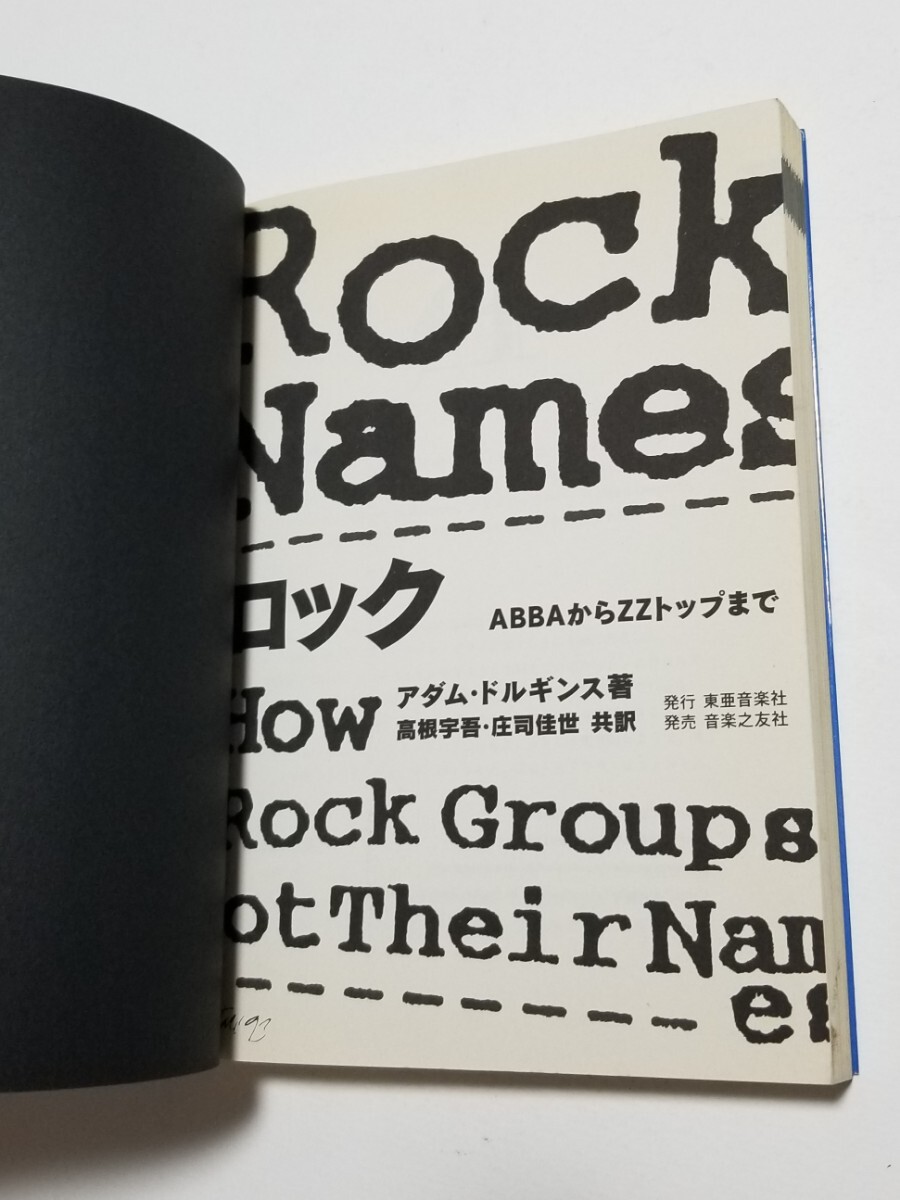 Rock
Names
ロック
ABBAからZZトップまで
How
アダム・ドルギンス著
高根宇吾・庄司佳世 共訳
発行 東亜音楽社
発売 音楽之友社
Rock Groups
ot Their Nam
es